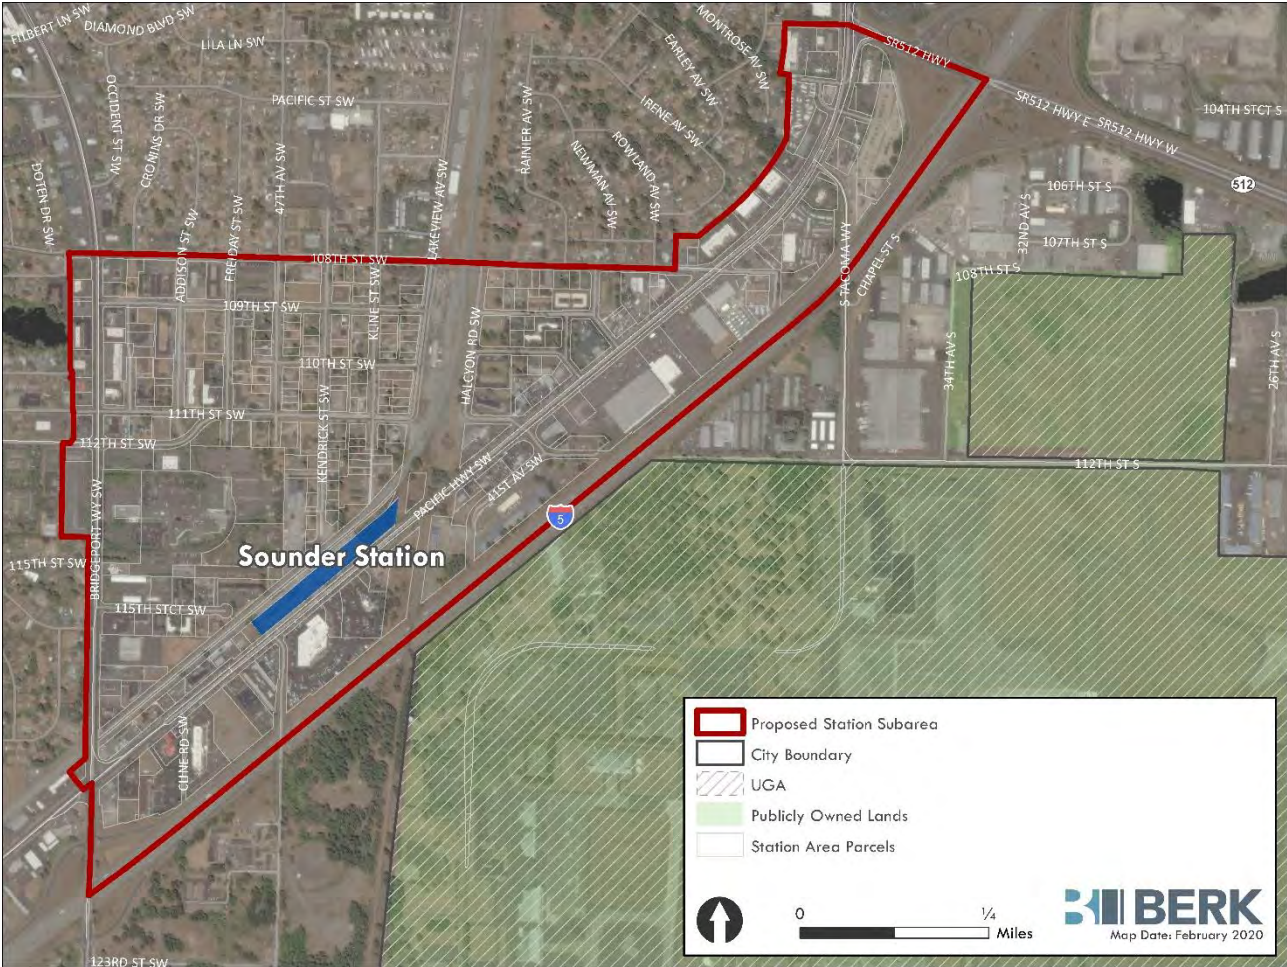 FILBERT LN SW
DIAMOND BLVD SW
LILA LN SW
MONTROSE AV SW
EARLEY AV SW
SR512 HWY
OCCIDENT ST SW
CROMINS DR SW
PACIFIC ST SW
47TH AV SW
RAINIER AV SW
IRENE AV SW
ROWLAND AV SW
NEWMAN AV SW
SR512 HWY E
SR512 HWY W
104TH STCT S
512
106TH ST S
32ND AV S
107TH ST S
108TH ST S
DOTEN DR SW
ADDISON ST SW
FREIDAY ST SW
LAKEVIEW AV SW
108TH ST SW
KLINE ST SW
109TH ST SW
110TH ST SW
HALCYON RD SW
S TACOMA WY
CHAPEL ST S
34TH AV S
26TH AV S
111TH ST SW
112TH ST SW
KENDRICK ST SW
PACIFIC HWY SW
41ST AV SW
112TH ST S
BRIDGEPORT WY SW
5
115TH ST SW
Sounder Station
115TH STCT SW
CLINE RD SW
123RD ST SW
Proposed Station Subarea
City Boundary
UGA
Publicly Owned Lands
Station Area Parcels
0
¼
Miles
BERK
Map Date: February 2020